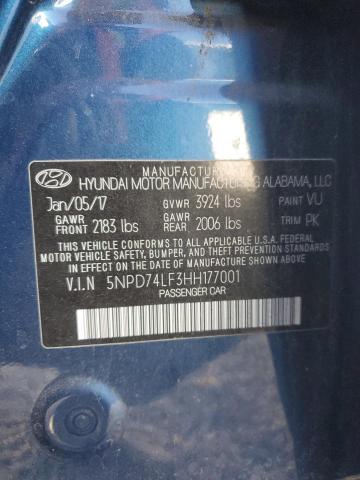 MANUFACTURED BY
HYUNDAI MOTOR MANUFACTURING ALABAMA, LLC
Jan/05/17 GVWR 3924 lbs PAINT VU
GAWR FRONT 2183 lbs GAWR REAR 2006 lbs TRIM PK
THIS VEHICLE CONFORMS TO ALL APPLICABLE U.S. FEDERAL
MOTOR VEHICLE SAFETY, BUMPER, AND THEFT PREVENTION
STANDARDS IN EFFECT ON THE DATE OF MANUFACTURE SHOWN ABOVE.
V.I.N 5NPD74LF3HH177001
PASSENGER CAR